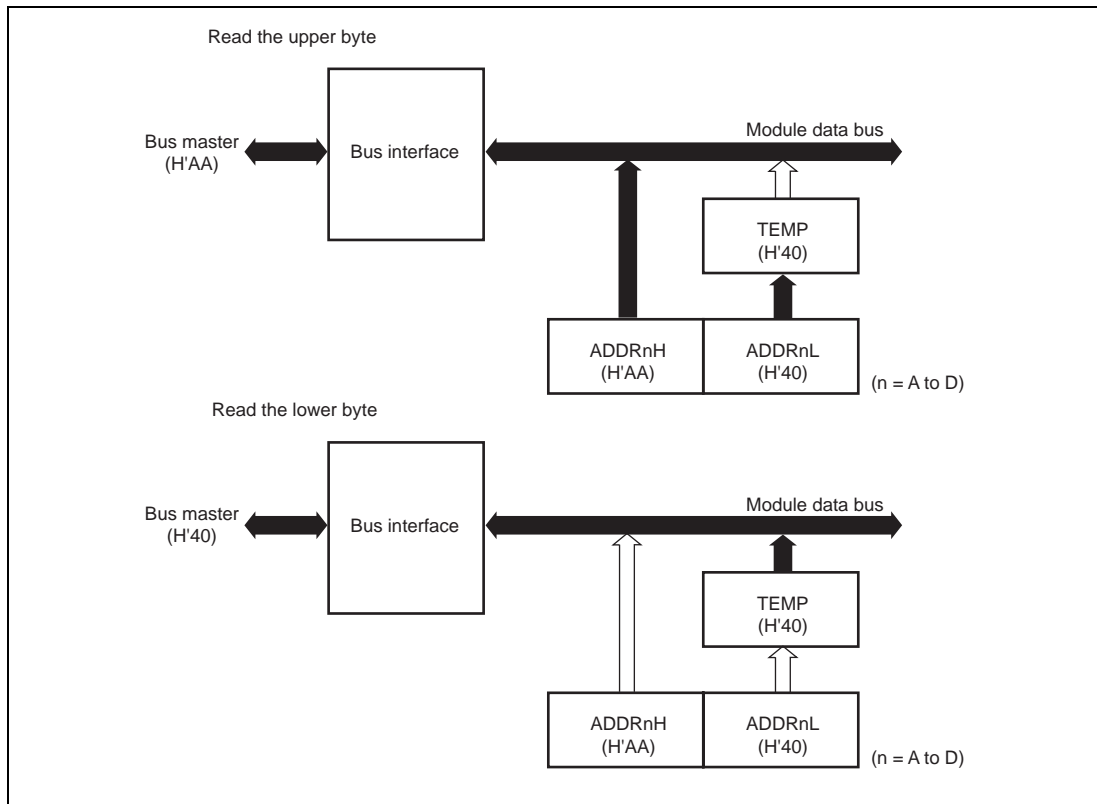 Read the upper byte
Bus master
(H'AA)
Bus interface
Module data bus
TEMP
(H'40)
ADDRnH
(H'AA)
ADDRnL
(H'40)
(n = A to D)
Read the lower byte
Bus master
(H'40)
Bus interface
Module data bus
TEMP
(H'40)
ADDRnH
(H'AA)
ADDRnL
(H'40)
(n = A to D)